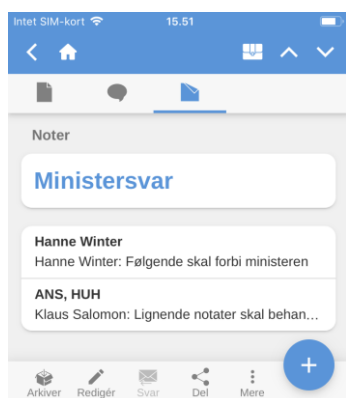 Intet SIM-kort 15.51
Noter
Ministersvar
Hanne Winter
Hanne Winter: Følgende skal forbi ministeren
ANS, HUH
Klaus Salomon: Lignende notater skal behan...
Arkiver Redigér Svar Del Mere